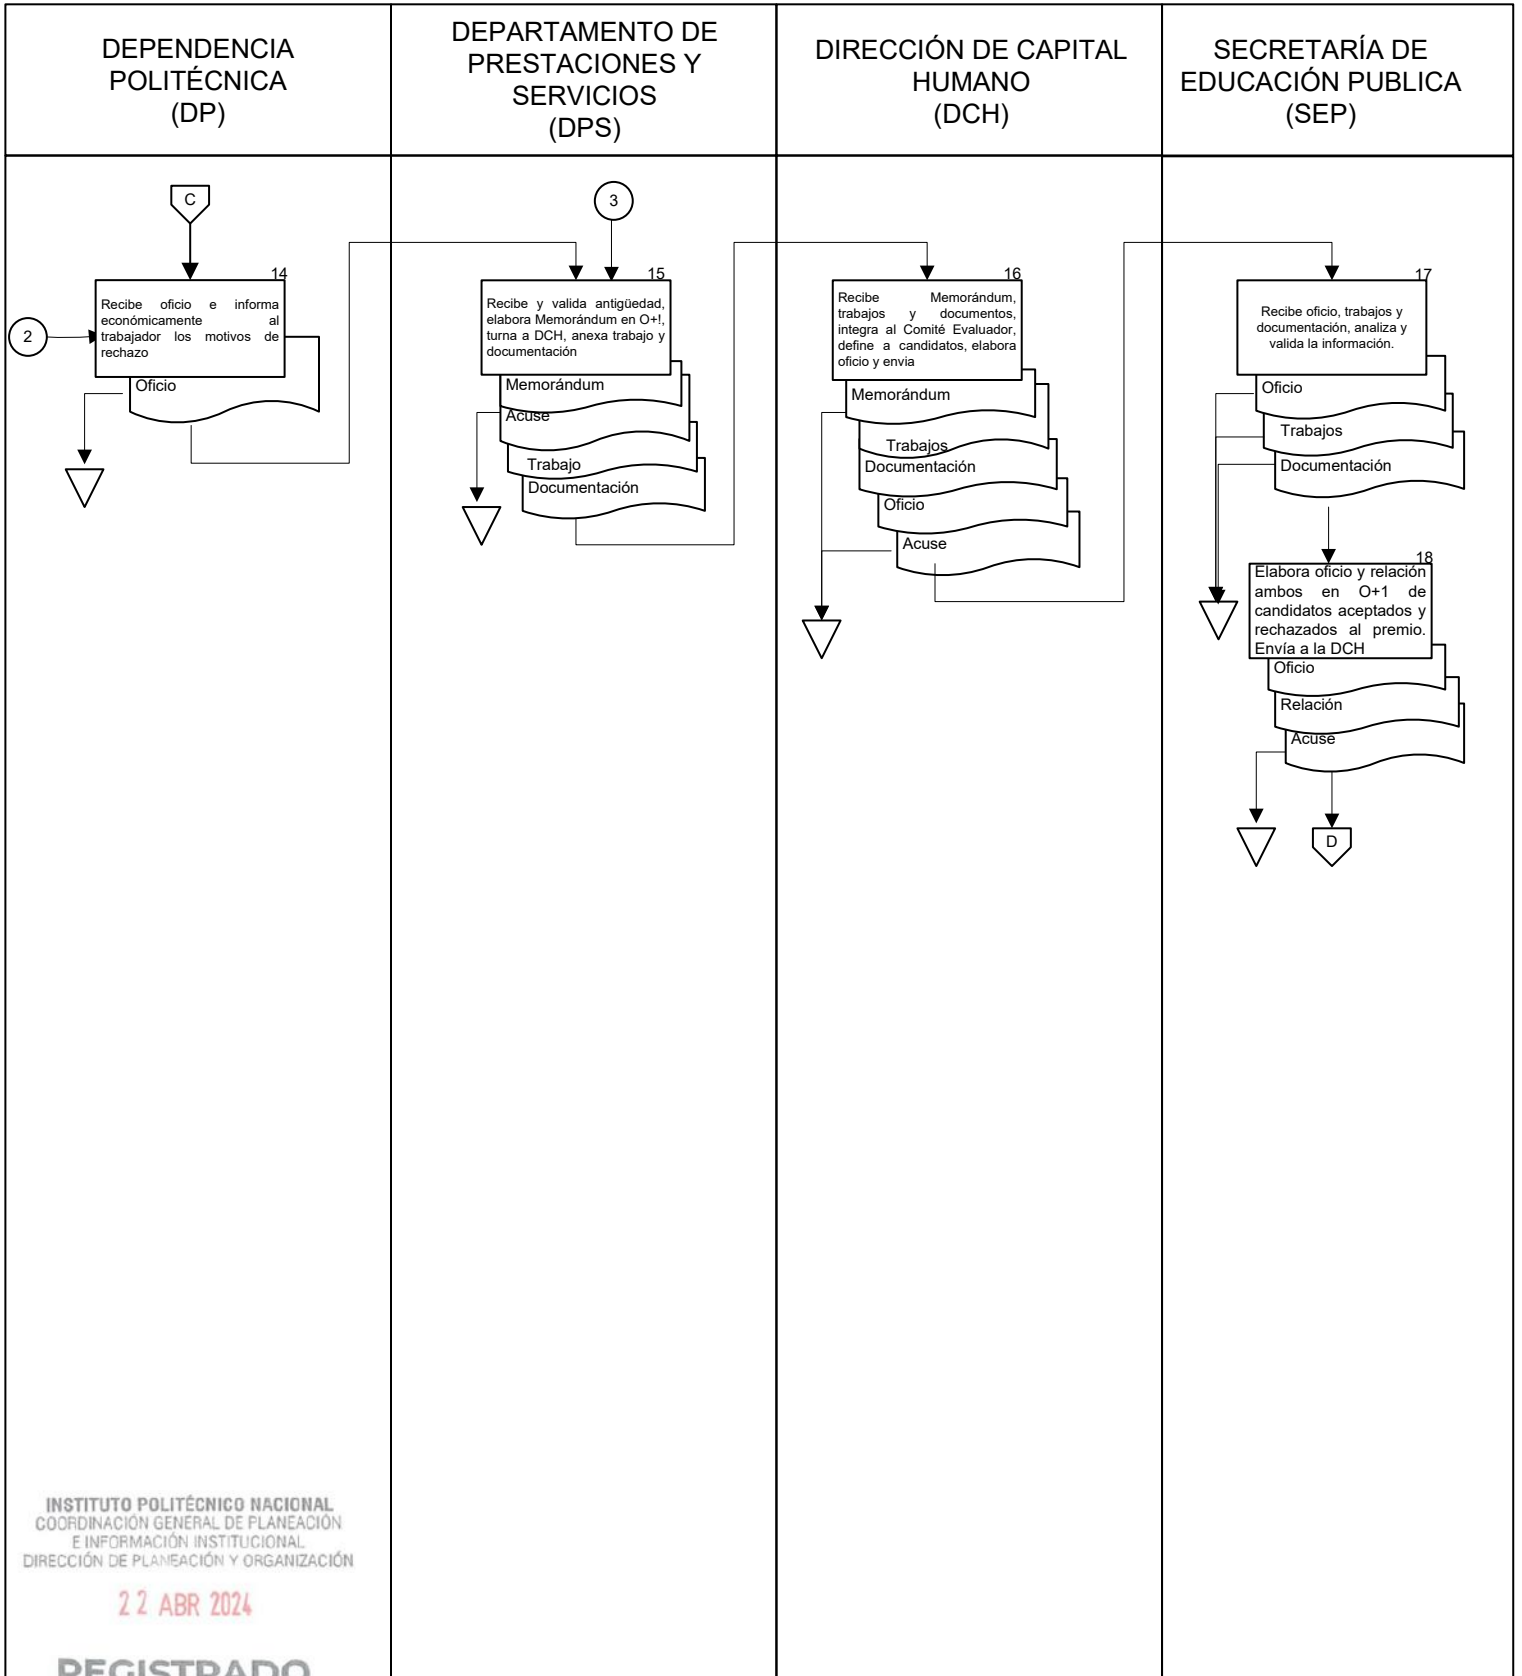 DEPENDENCIA
POLITÉCNICA
(DP)
DEPARTAMENTO DE
PRESTACIONES Y
SERVICIOS
(DPS)
DIRECCIÓN DE CAPITAL
HUMANO
(DCH)
SECRETARÍA DE
EDUCACIÓN PUBLICA
(SEP)
C
14
Recibe oficio e informa
económicamente al
trabajador los motivos de
rechazo
2
Oficio
3
15
Recibe y valida antigüedad,
elabora Memorándum en O+!,
turna a DCH, anexa trabajo y
documentación
Memorándum
Acuse
Trabajo
Documentación
16
Recibe Memorándum,
trabajos y documentos,
integra al Comité Evaluador,
define a candidatos, elabora
oficio y envia
Memorándum
Trabajos
Documentación
Oficio
Acuse
17
Recibe oficio, trabajos y
documentación, analiza y
valida la información.
Oficio
Trabajos
Documentación
18
Elabora oficio y relación
ambos en O+1 de
candidatos aceptados y
rechazados al premio.
Envía a la DCH
Oficio
Relación
Acuse
D
INSTITUTO POLITÉCNICO NACIONAL
COORDINACIÓN GENERAL DE PLANEACIÓN
E INFORMACIÓN INSTITUCIONAL
DIRECCIÓN DE PLANEACIÓN Y ORGANIZACIÓN
22 ABR 2024
REGISTRADO